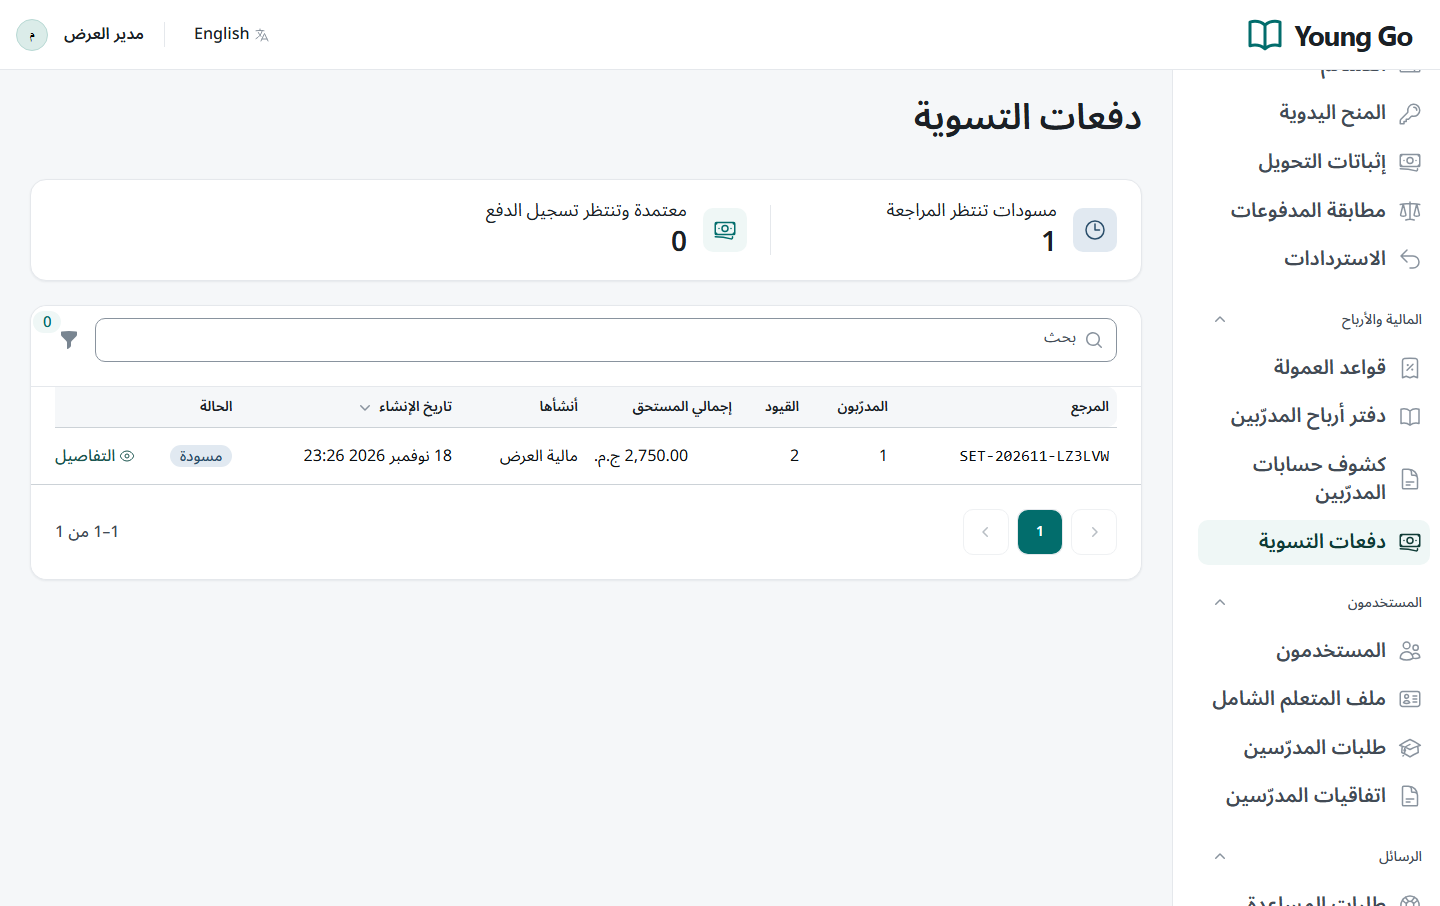 Young Go
English
مدير العرض
م
المنح اليدوية
إثباتات التحويل
مطابقة المدفوعات
الاستردادات
المالية والأرباح
قواعد العمولة
دفتر أرباح المدرّبين
كشوف حسابات
المدرّبين
دفعات التسوية
المستخدمون
المستخدمون
ملف المتعلم الشامل
طلبات المدرّسين
اتفاقيات المدرّسين
الرسائل
طلبات المساعدة
دفعات التسوية
مسودات تنتظر المراجعة
1
معتمدة وتنتظر تسجيل الدفع
0
بحث
0
المرجع المدرّبون القيود إجمالي المستحق أنشأها تاريخ الإنشاء الحالة
SET-202611-LZ3LVW 1 2 2,750.00 ج.م. مالية العرض 18 نوفمبر 2026 23:26 مسودة التفاصيل
1
1–1 من 1